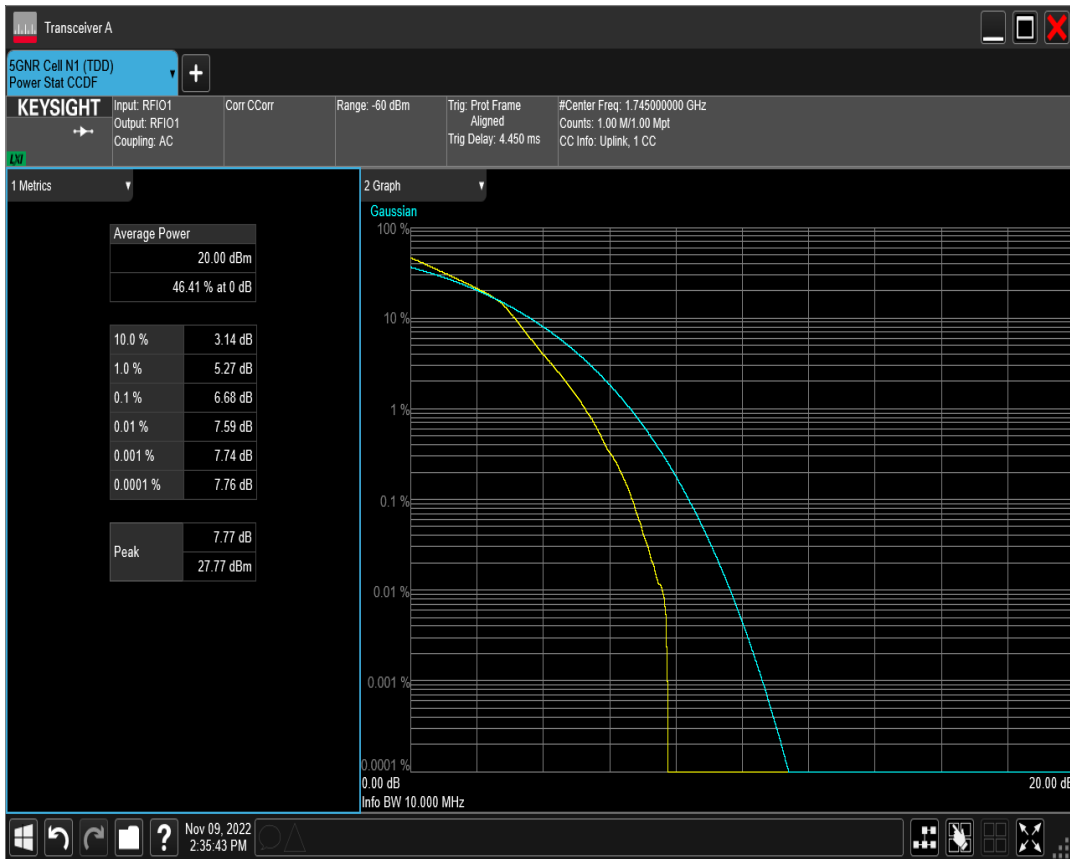 Transceiver A
5GNR Cell N1 (TDD)
Power Stat CCDF
+
KEYSIGHT
LXI
Input: RFIO1
Output: RFIO1
Coupling: AC
Corr CCorr
Range: -60 dBm
Trig: Prot Frame
Aligned
Trig Delay: 4.450 ms
#Center Freq: 1.745000000 GHz
Counts: 1.00 M/1.00 Mpt
CC Info: Uplink, 1 CC
1 Metrics
Average Power
20.00 dBm
46.41 % at 0 dB
10.0 % 3.14 dB
1.0 % 5.27 dB
0.1 % 6.68 dB
0.01 % 7.59 dB
0.001 % 7.74 dB
0.0001 % 7.76 dB
Peak 7.77 dB
27.77 dBm
2 Graph
Gaussian
100 %
10 %
1 %
0.1 %
0.01 %
0.001 %
0.0001 %
0.00 dB 20.00 dB
Info BW 10.000 MHz
?
Nov 09, 2022
2:35:43 PM